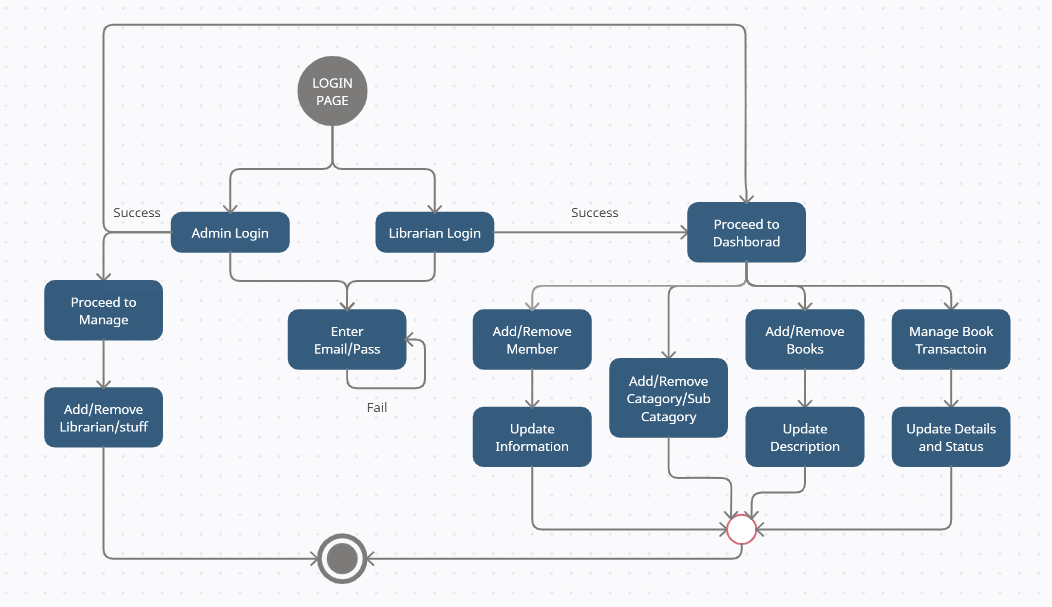 LOGIN
PAGE
Success
Admin Login
Librarian Login
Success
Proceed to
Dashborad
Proceed to
Manage
Enter
Email/Pass
Fail
Add/Remove
Librarian/stuff
Add/Remove
Member
Add/Remove
Catagory/Sub
Catagory
Add/Remove
Books
Manage Book
Transactoin
Update
Information
Update
Description
Update Details
and Status